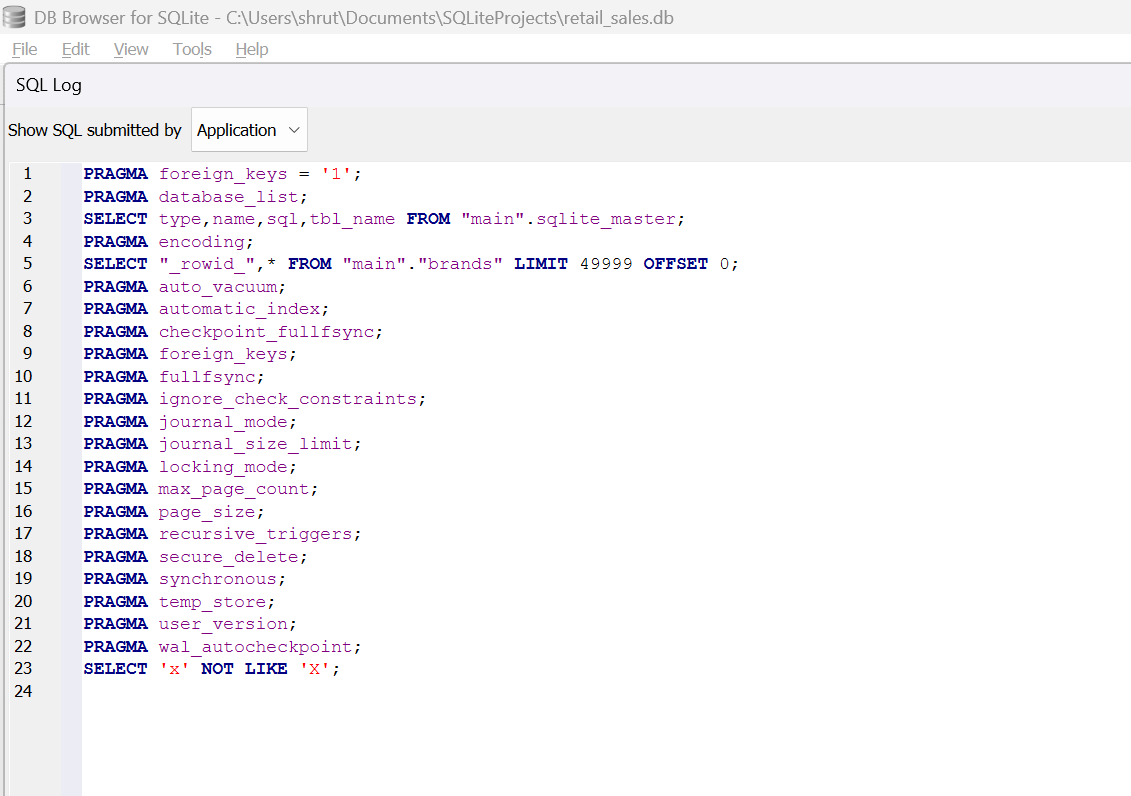 DB Browser for SQLite - C:\Users\shrut\Documents\SQLiteProjects\retail_sales.db
File Edit View Tools Help
SQL Log
Show SQL submitted by Application
1 PRAGMA foreign_keys = '1';
2 PRAGMA database_list;
3 SELECT type,name,sql,tbl_name FROM "main".sqlite_master;
4 PRAGMA encoding;
5 SELECT "_rowid_",* FROM "main"."brands" LIMIT 49999 OFFSET 0;
6 PRAGMA auto_vacuum;
7 PRAGMA automatic_index;
8 PRAGMA checkpoint_fullfsync;
9 PRAGMA foreign_keys;
10 PRAGMA fullfsync;
11 PRAGMA ignore_check_constraints;
12 PRAGMA journal_mode;
13 PRAGMA journal_size_limit;
14 PRAGMA locking_mode;
15 PRAGMA max_page_count;
16 PRAGMA page_size;
17 PRAGMA recursive_triggers;
18 PRAGMA secure_delete;
19 PRAGMA synchronous;
20 PRAGMA temp_store;
21 PRAGMA user_version;
22 PRAGMA wal_autocheckpoint;
23 SELECT 'x' NOT LIKE 'X';
24